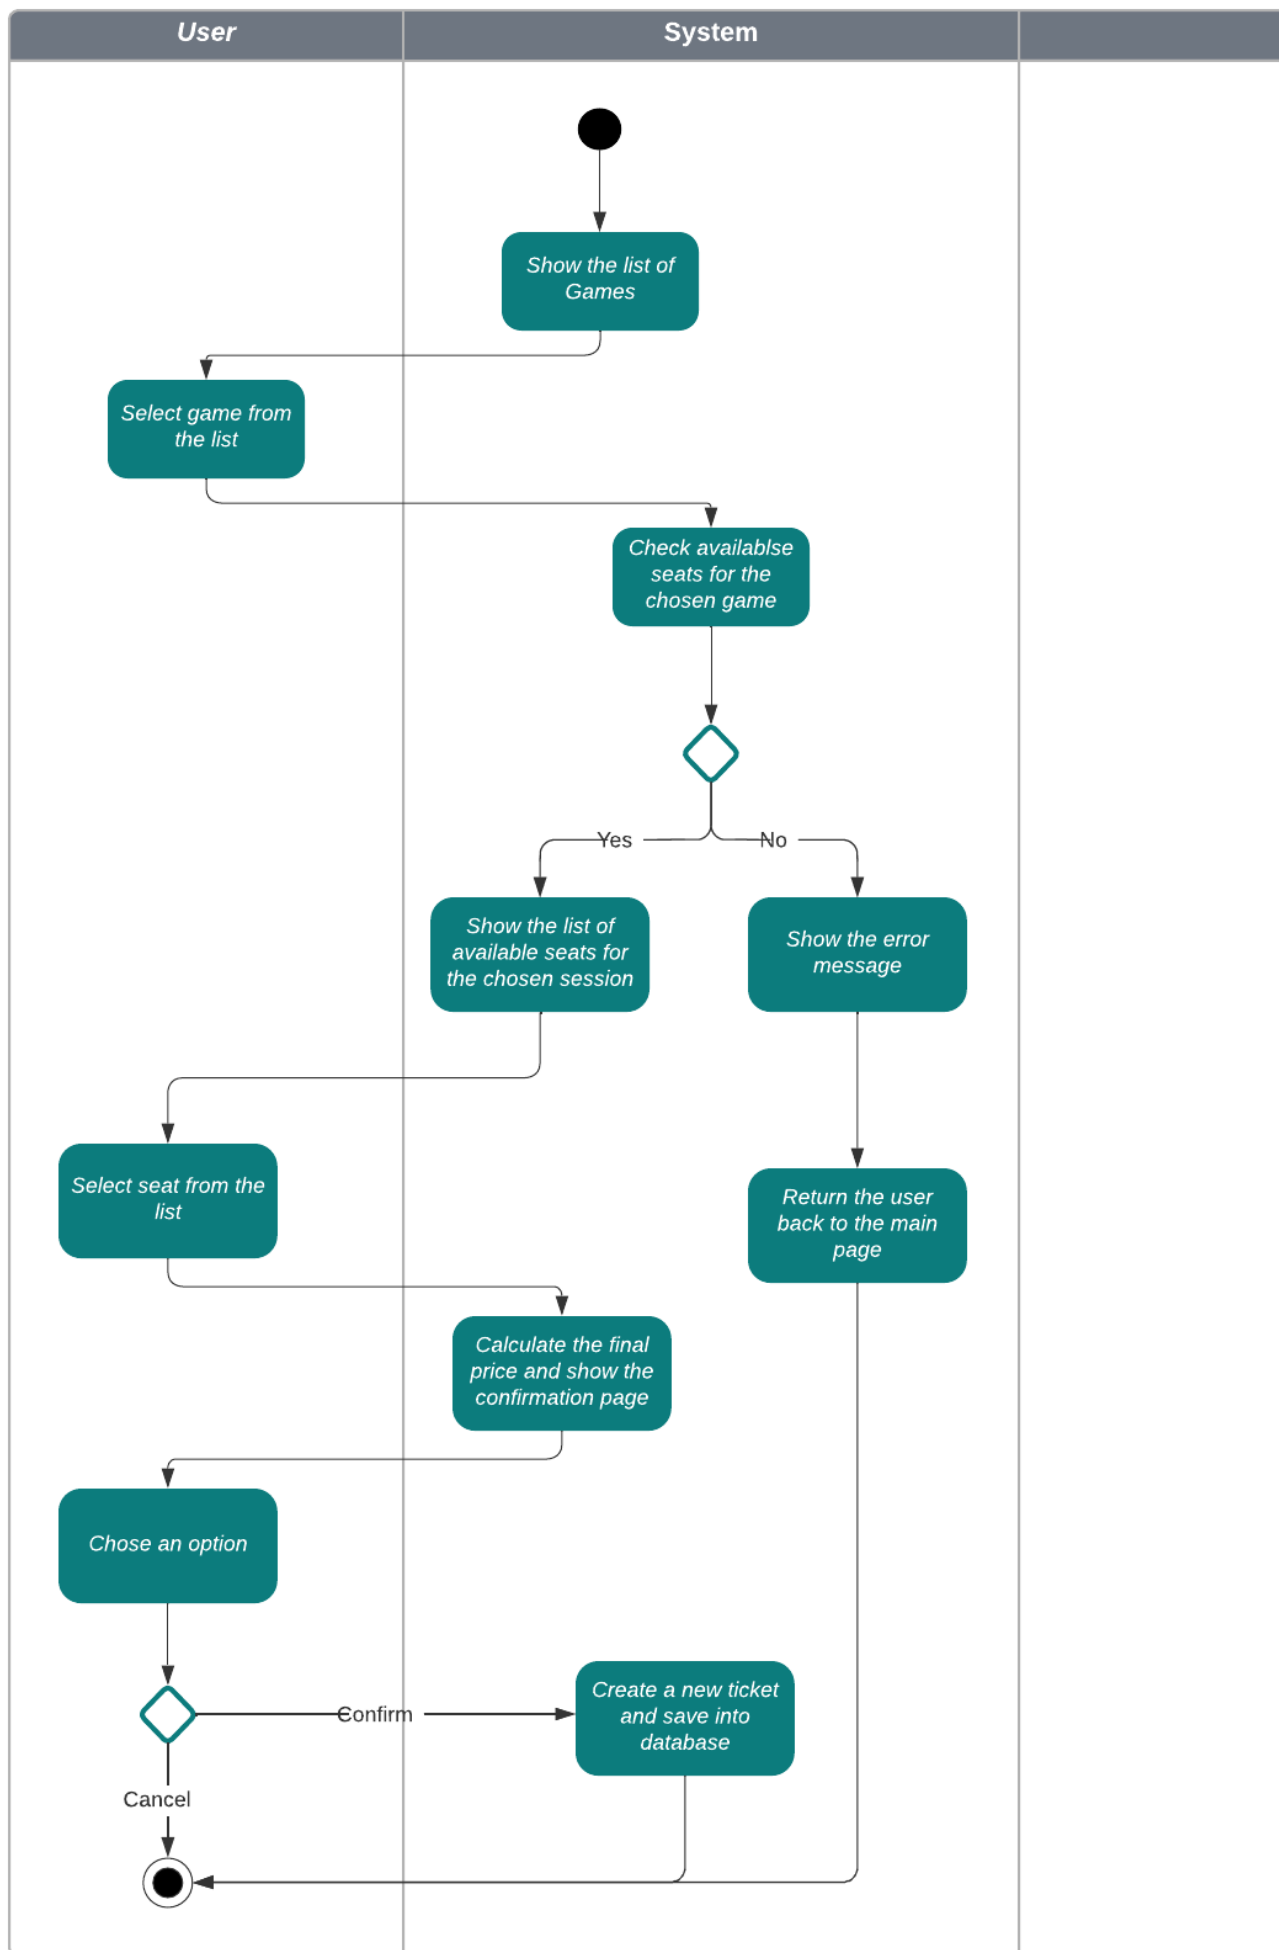 User
System
Show the list of
Games
Select game from
the list
Check availablse
seats for the
chosen game
Yes
No
Show the list of
available seats for
the chosen session
Show the error
message
Select seat from the
list
Return the user
back to the main
page
Calculate the final
price and show the
confirmation page
Chose an option
Confirm
Create a new ticket
and save into
database
Cancel